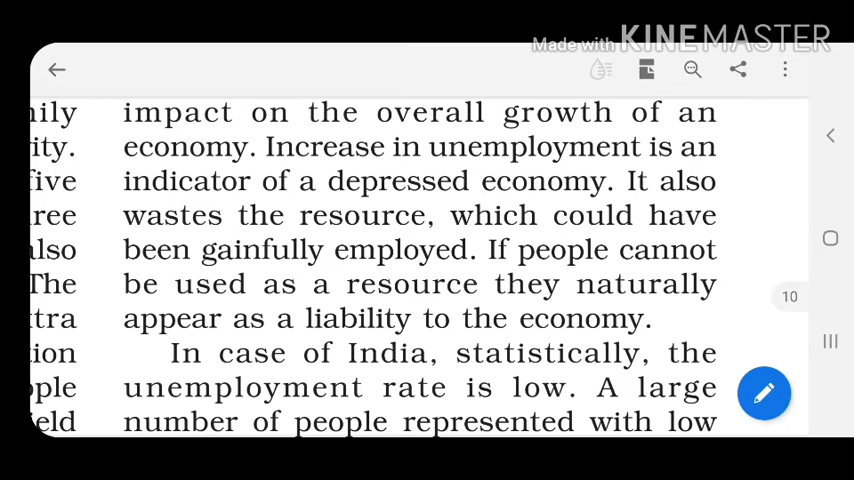 Made with KINEMASTER
impact on the overall growth of an
economy. Increase in unemployment is an
indicator of a depressed economy. It also
wastes the resource, which could have
been gainfully employed. If people cannot
be used as a resource they naturally
appear as a liability to the economy.
In case of India, statistically, the
unemployment rate is low. A large
number of people represented with low
10